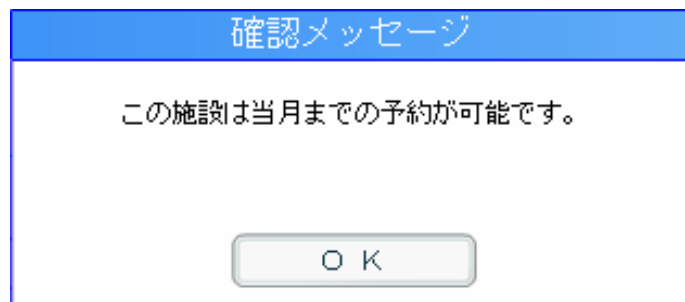 確認メッセージ
この施設は当月までの予約が可能です。
ＯＫ